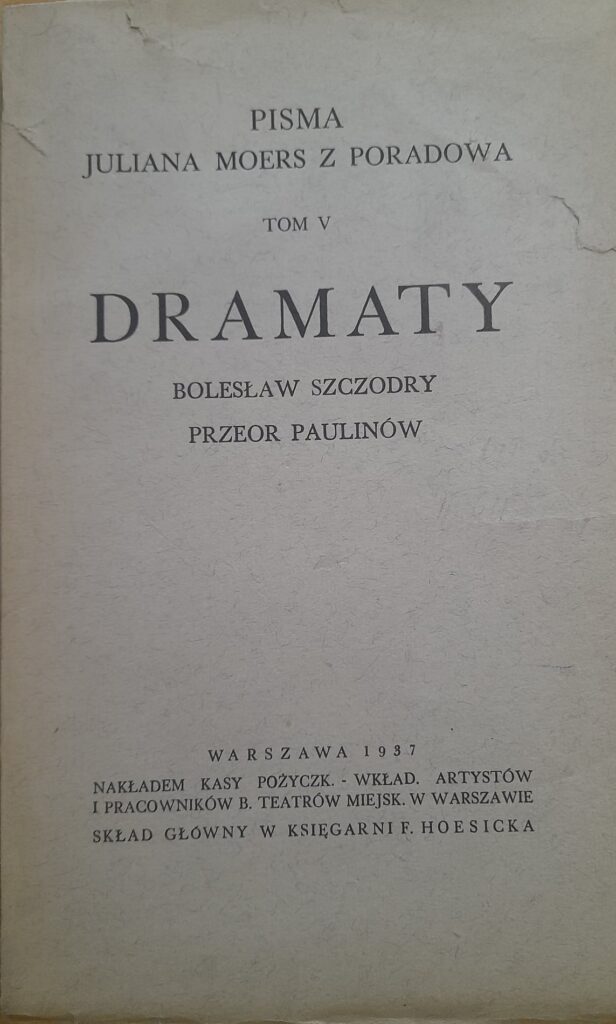 PISMA
JULIANA MOERS Z PORADOWA
TOM V
DRAMATY
BOLESŁAW SZCZODRY
PRZEOR PAULINÓW
WARSZAWA 1937
NAKŁADEM KASY POŻYCZK. - WKŁAD. ARTYSTÓW
I PRACOWNIKÓW B. TEATRÓW MIEJSK. W WARSZAWIE
SKŁAD GŁÓWNY W KSIĘGARNI F. HOESICKA